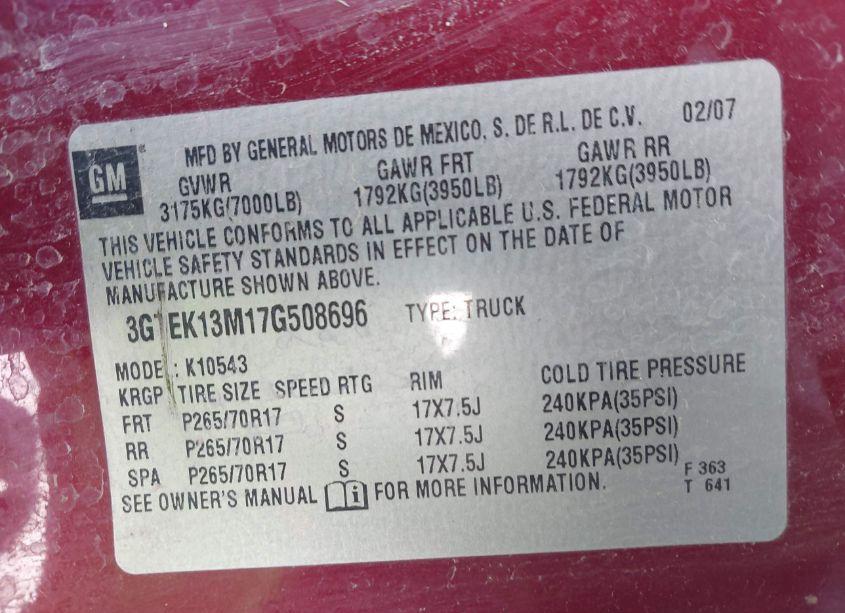 MFD BY GENERAL MOTORS DE MEXICO, S. DE R.L. DE C.V. 02/07
GM
GVWR GAWR FRT GAWR RR
3175KG(7000LB) 1792KG(3950LB) 1792KG(3950LB)
THIS VEHICLE CONFORMS TO ALL APPLICABLE U.S. FEDERAL MOTOR
VEHICLE SAFETY STANDARDS IN EFFECT ON THE DATE OF
MANUFACTURE SHOWN ABOVE.
3G1EK13M17G508696 TYPE: TRUCK
MODEL: K10543
KRGP TIRE SIZE SPEED RTG RIM COLD TIRE PRESSURE
FRT P265/70R17 S 17X7.5J 240KPA(35PSI)
RR P265/70R17 S 17X7.5J 240KPA(35PSI)
SPA P265/70R17 S 17X7.5J 240KPA(35PSI)
SEE OWNER'S MANUAL i FOR MORE INFORMATION.
F 363
T 641